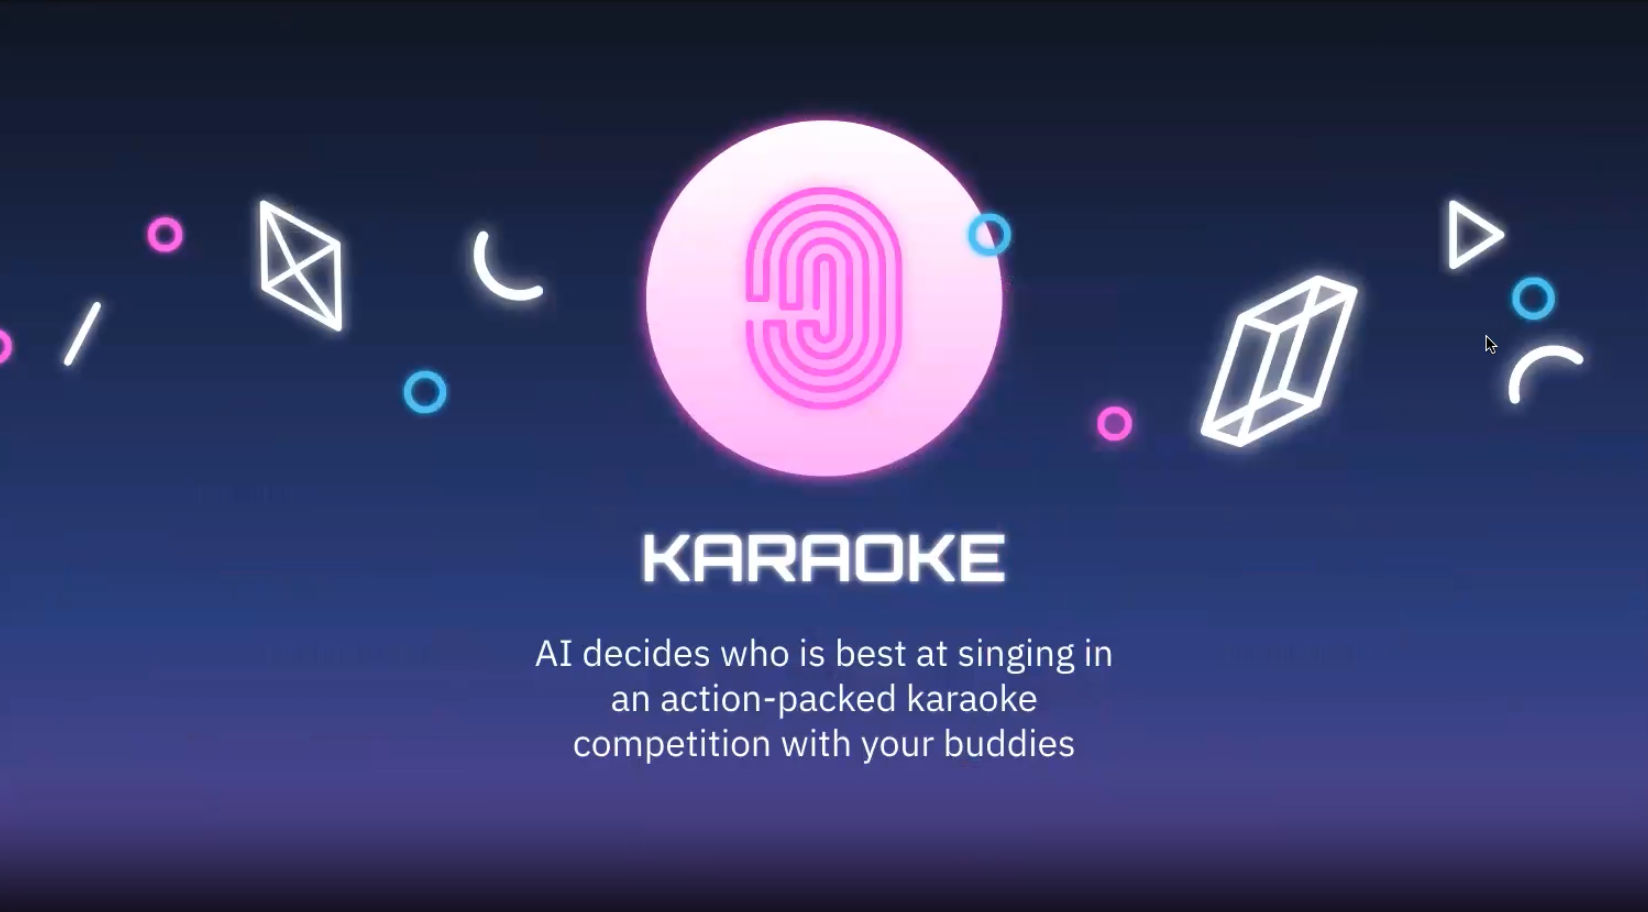 KARAOKE
AI decides who is best at singing in
an action-packed karaoke
competition with your buddies